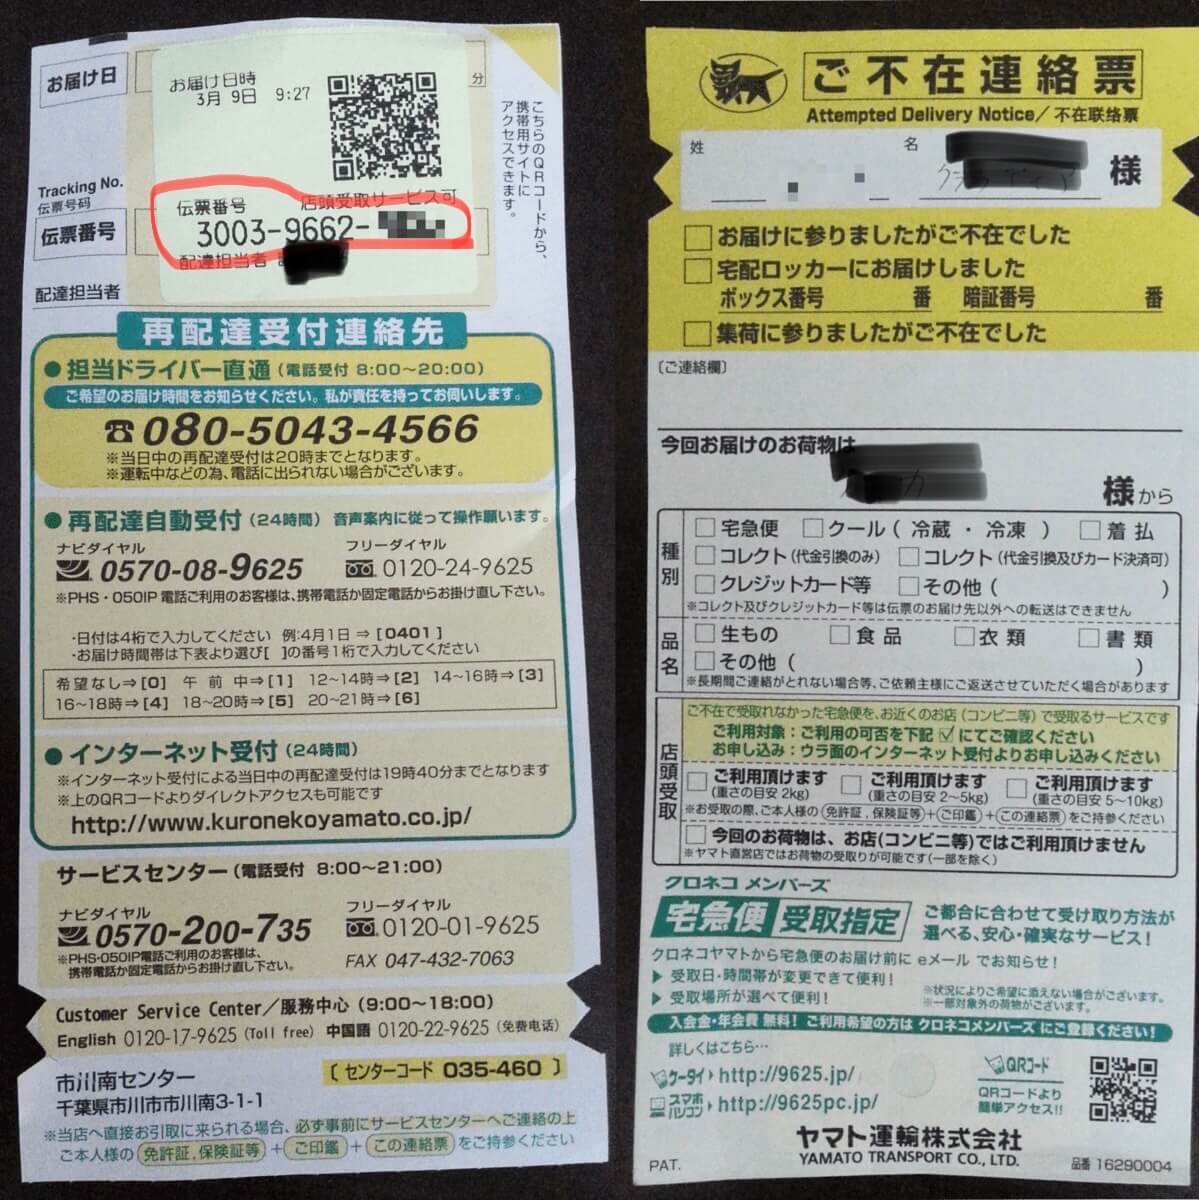 お届け日
お届け日時
3月 9日 9:27
分
こちらのQRコードから、
携帯用サイトに
アクセスできます。
Tracking No.
伝票号码
伝票番号
伝票番号 店頭受取サービス可
3003-9662-
配達担当者
配達担当者
再配達受付連絡先
●担当ドライバー直通(電話受付 8:00〜20:00)
ご希望のお届け時間をお知らせください。私が責任を持ってお伺いします。
☎080-5043-4566
※当日中の再配達受付は20時までとなります。
※運転中などの為、電話に出られない場合がございます。
●再配達自動受付(24時間) 音声案内に従って操作願います。
ナビダイヤル フリーダイヤル
0570-08-9625 0120-24-9625
※PHS・050IP電話ご利用のお客様は、携帯電話か固定電話からお掛け直し下さい。
・日付は4桁で入力してください 例:4月1日⇒[0401]
・お届け時間帯は下表より選び[ ]の番号1桁で入力してください
希望なし⇒[0] 午前中⇒[1] 12〜14時⇒[2] 14〜16時⇒[3]
16〜18時⇒[4] 18〜20時⇒[5] 20〜21時⇒[6]
●インターネット受付(24時間)
※インターネット受付による当日中の再配達受付は19時40分までとなります
※上のQRコードよりダイレクトアクセスも可能です
http://www.kuronekoyamato.co.jp/
サービスセンター(電話受付 8:00〜21:00)
ナビダイヤル フリーダイヤル
0570-200-735 0120-01-9625
※PHS・050IP電話ご利用のお客様は、
携帯電話か固定電話からお掛け直し下さい。
FAX 047-432-7063
Customer Service Center/服務中心(9:00〜18:00)
English 0120-17-9625(Toll free) 中国語 0120-22-9625(免费电话)
市川南センター 〔センターコード 035-460〕
千葉県市川市市川南3-1-1
※当店へ直接お引取に来られる場合、必ず事前にサービスセンターへご連絡の上
ご本人様の 免許証,保険証等 + ご印鑑 + この連絡票 をご持参ください
ご不在連絡票
Attempted Delivery Notice/不在联络票
姓 名 様
□お届けに参りましたがご不在でした
□宅配ロッカーにお届けしました
ボックス番号 番 暗証番号 番
□集荷に参りましたがご不在でした
〔ご連絡欄〕
今回お届けのお荷物は
様から
種別
□宅急便 □クール(冷蔵・冷凍) □着払
□コレクト(代金引換のみ) □コレクト(代金引換及びカード決済可)
□クレジットカード等 □その他( )
※コレクト及びクレジットカード等は伝票のお届け先以外への転送はできません
品名
□生もの □食品 □衣類 □書類
□その他( )
※長期間ご連絡がとれない場合等、ご依頼主様にご返送させていただく場合があります
店頭受取
ご不在で受取れなかった宅急便を、お近くのお店(コンビニ等)で受取るサービスです
ご利用対象:ご利用の可否を下記☑にてご確認ください
お申し込み:ウラ面のインターネット受付よりお申し込みください
□ご利用頂けます □ご利用頂けます □ご利用頂けます
(重さの目安 2kg) (重さの目安 2〜5kg) (重さの目安 5〜10kg)
※お受取の際、ご本人様の(免許証,保険証等)+(ご印鑑)+(この連絡票)をご持参ください
□今回のお荷物は、お店(コンビニ等)ではご利用頂けません
※ヤマト直営店ではお荷物の受取りが可能です(一部を除く)
クロネコ メンバーズ
宅急便 受取指定
ご都合に合わせて受け取り方法が
選べる、安心・確実なサービス!
クロネコヤマトから宅急便のお届け前に eメール でお知らせ!
▶ 受取日・時間帯が変更できて便利!
▶ 受取場所が選べて便利!
※状況によりご希望に添えない場合がございます。
※一部対象外の荷物がございます。
入会金・年会費 無料! ご利用希望の方は クロネコメンバーズ にご登録ください!
詳しくはこちら…
ケータイ▶ http://9625.jp/
スマホ
パソコン▶ http://9625pc.jp/
QRコード
QRコードより
簡単アクセス!!
ヤマト運輸株式会社
YAMATO TRANSPORT CO., LTD.
PAT. 品番 16290004